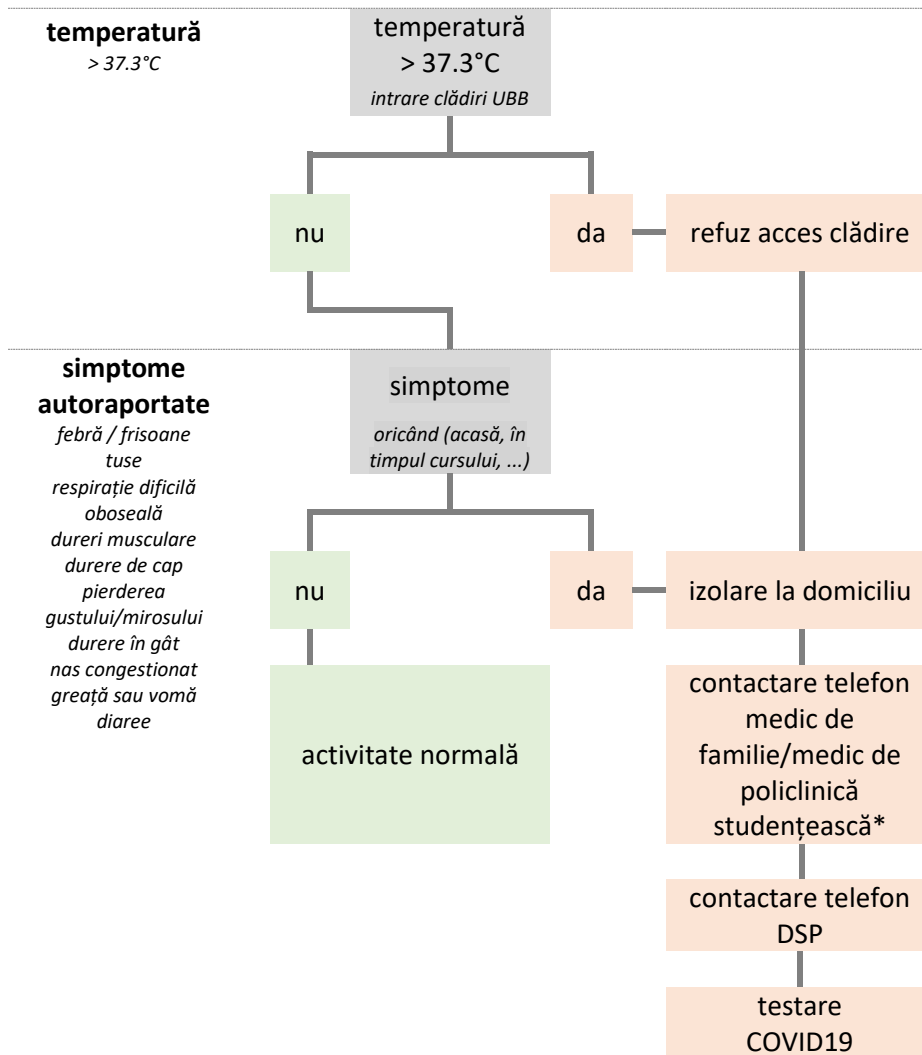 temperatură
> 37.3°C
temperatură
> 37.3°C
intrare clădiri UBB
nu
da
refuz acces clădire
simptome
autoraportate
febră / frisoane
tuse
respirație dificilă
oboseală
dureri musculare
durere de cap
pierderea
gustului/mirosului
durere în gât
nas congestionat
greață sau vomă
diaree
simptome
oricând (acasă, în
timpul cursului, ...)
nu
da
izolare la domiciliu
activitate normală
contactare telefon
medic de
familie/medic de
policlinică
studențească*
contactare telefon
DSP
testare
COVID19